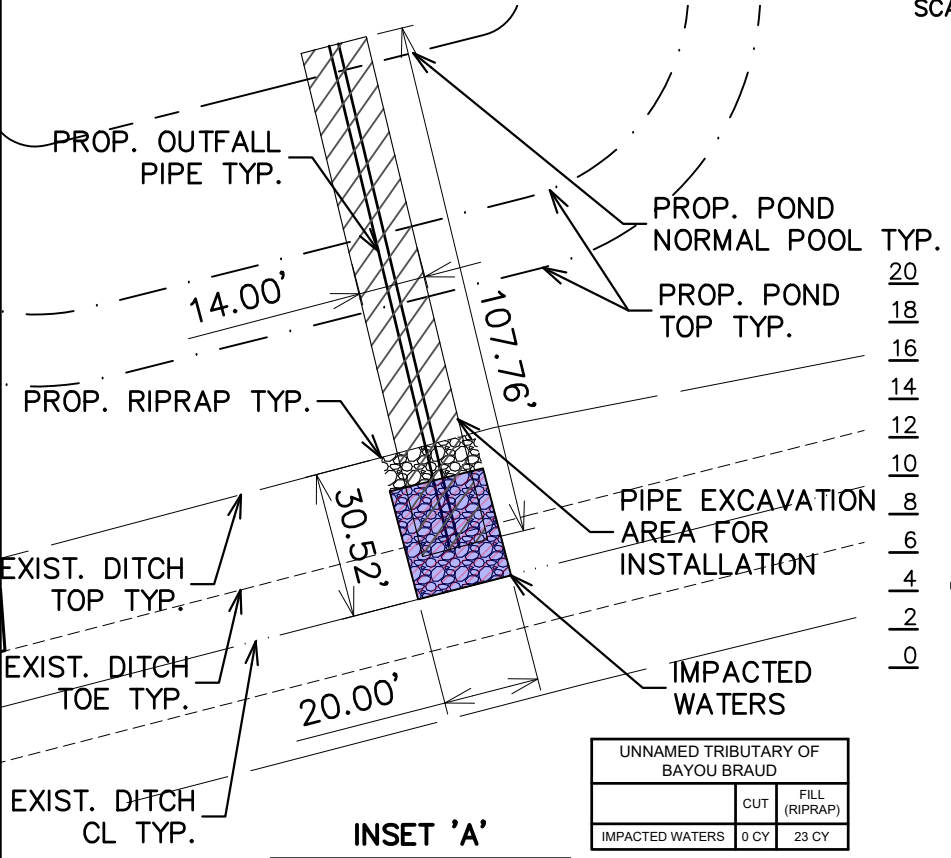 SCA
PROP. OUTFALL
PIPE TYP.
PROP. POND
NORMAL POOL TYP.
14.00'
107.76'
PROP. POND
TOP TYP.
20
18
16
14
12
10
8
6
4
2
0
PROP. RIPRAP TYP.
30.52'
PIPE EXCAVATION
AREA FOR
INSTALLATION
EXIST. DITCH
TOP TYP.
EXIST. DITCH
TOE TYP.
20.00'
IMPACTED
WATERS
EXIST. DITCH
CL TYP.
INSET 'A'
UNNAMED TRIBUTARY OF
BAYOU BRAUD
CUT FILL
(RIPRAP)
IMPACTED WATERS 0 CY 23 CY